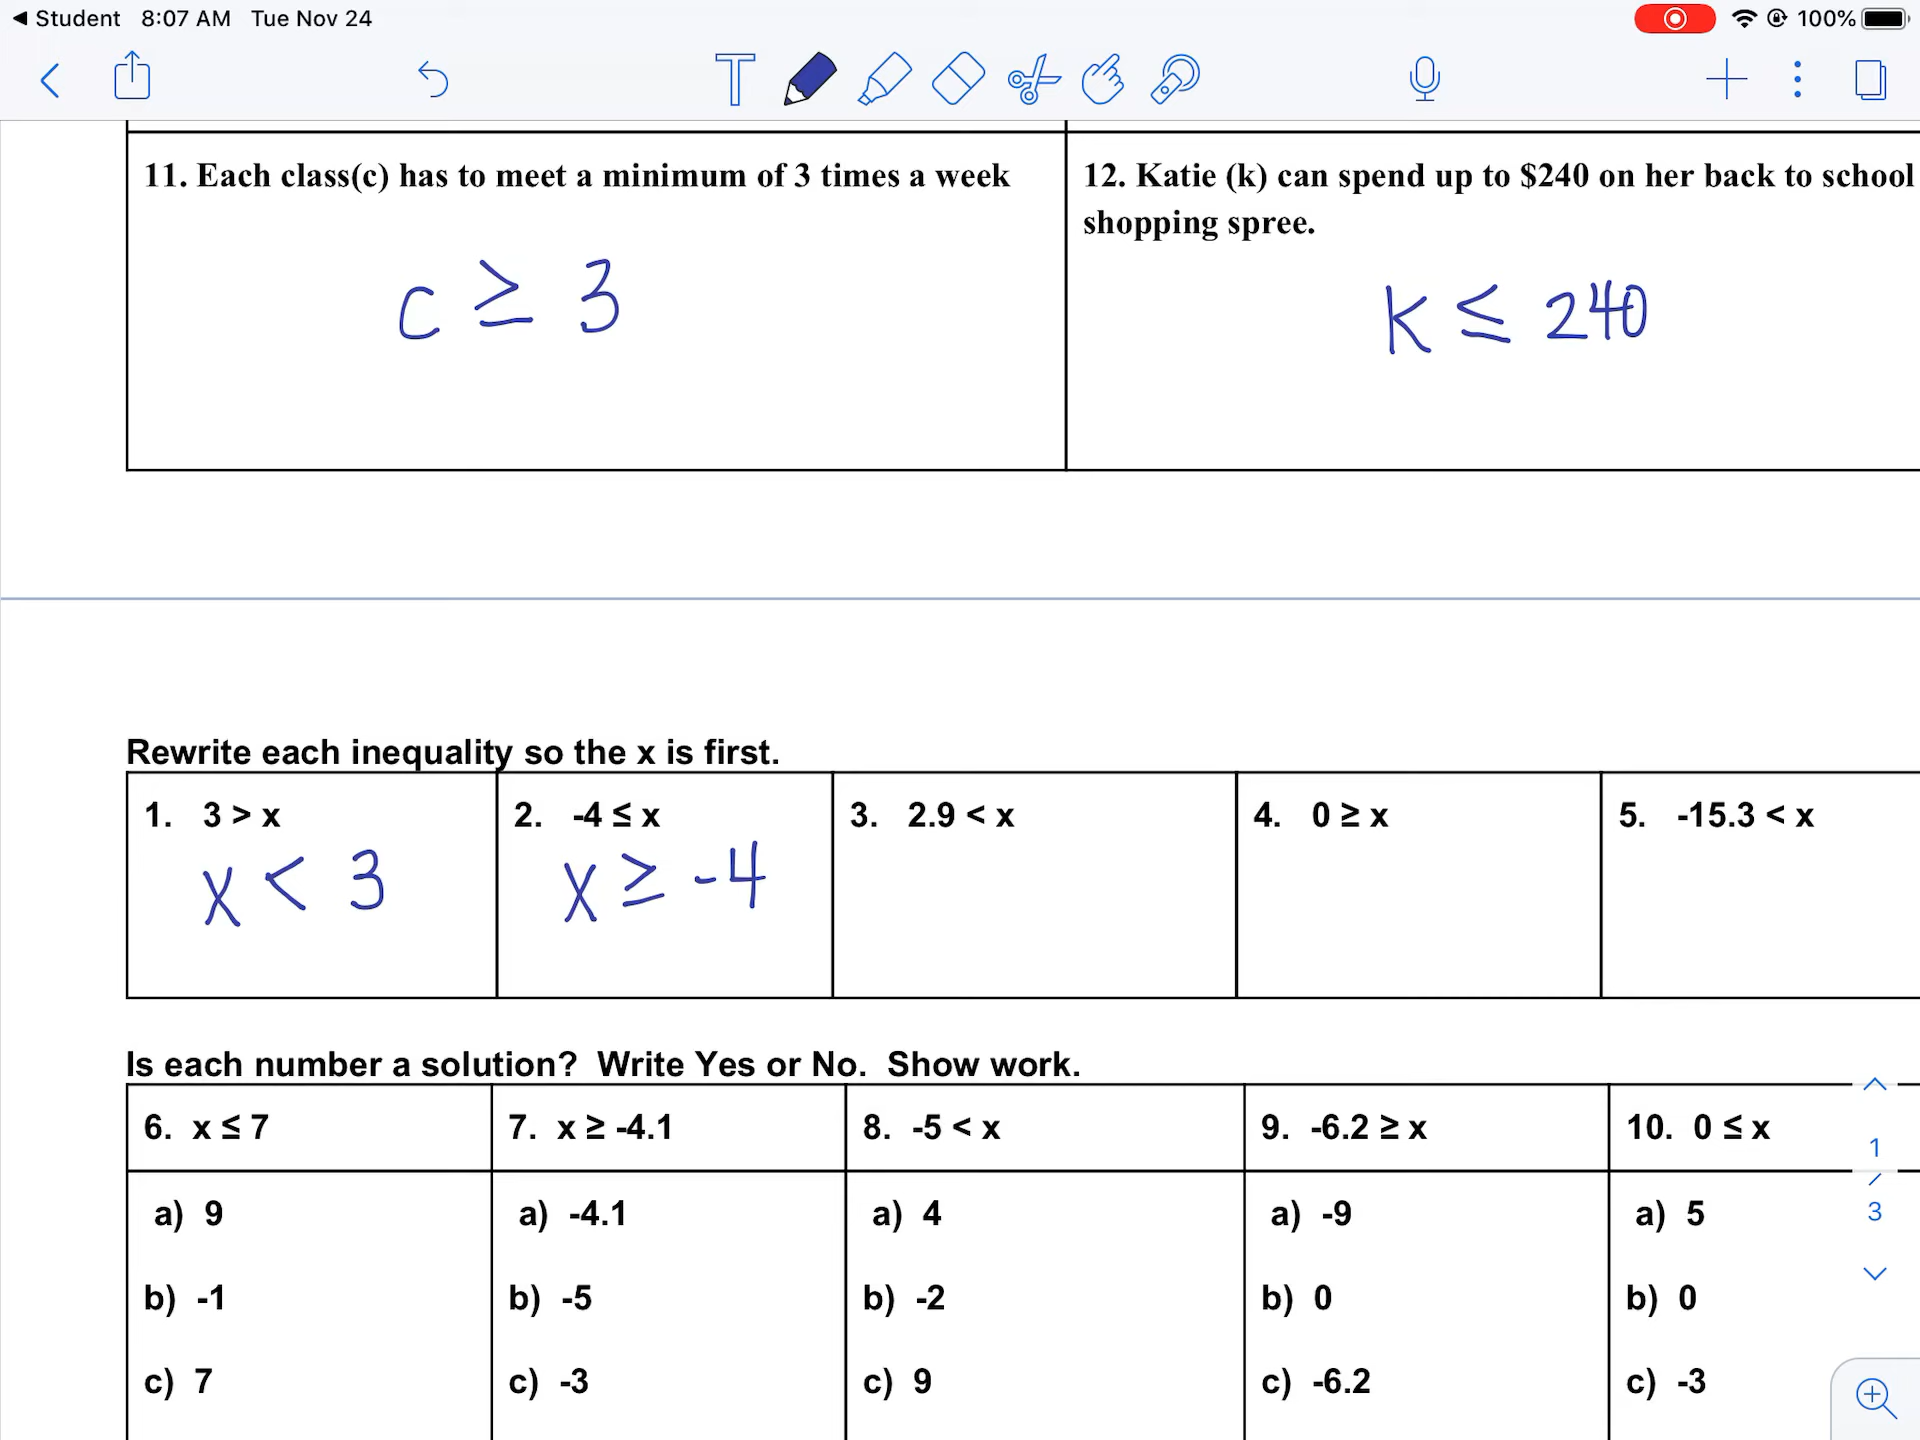 Student 8:07 AM Tue Nov 24 100%
T
11. Each class(c) has to meet a minimum of 3 times a week
c ≥ 3
12. Katie (k) can spend up to $240 on her back to school
shopping spree.
K ≤ 240
Rewrite each inequality so the x is first.
1. 3 > x
x < 3
2. -4 ≤ x
x ≥ -4
3. 2.9 < x
4. 0 ≥ x
5. -15.3 < x
Is each number a solution? Write Yes or No. Show work.
6. x ≤ 7
7. x ≥ -4.1
8. -5 < x
9. -6.2 ≥ x
10. 0 ≤ x
a) 9
b) -1
c) 7
a) -4.1
b) -5
c) -3
a) 4
b) -2
c) 9
a) -9
b) 0
c) -6.2
a) 5
b) 0
c) -3
1
/
3